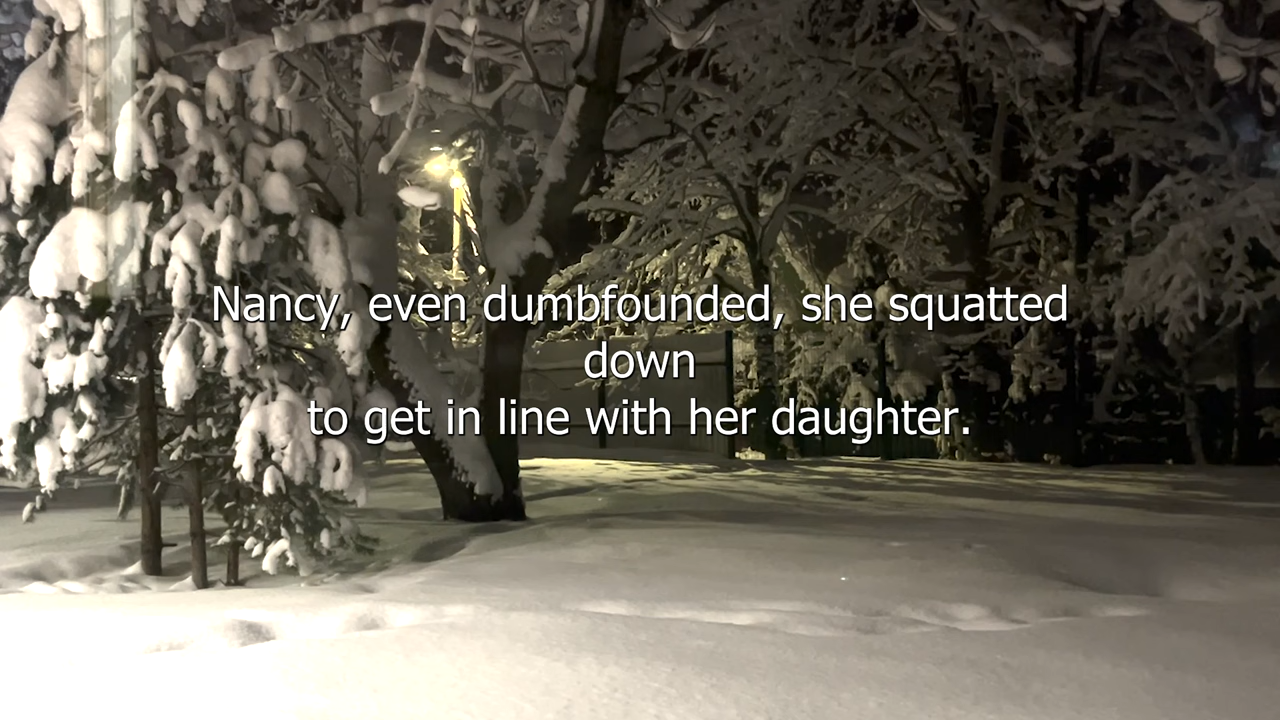 Nancy, even dumbfounded, she squatted
down
to get in line with her daughter.